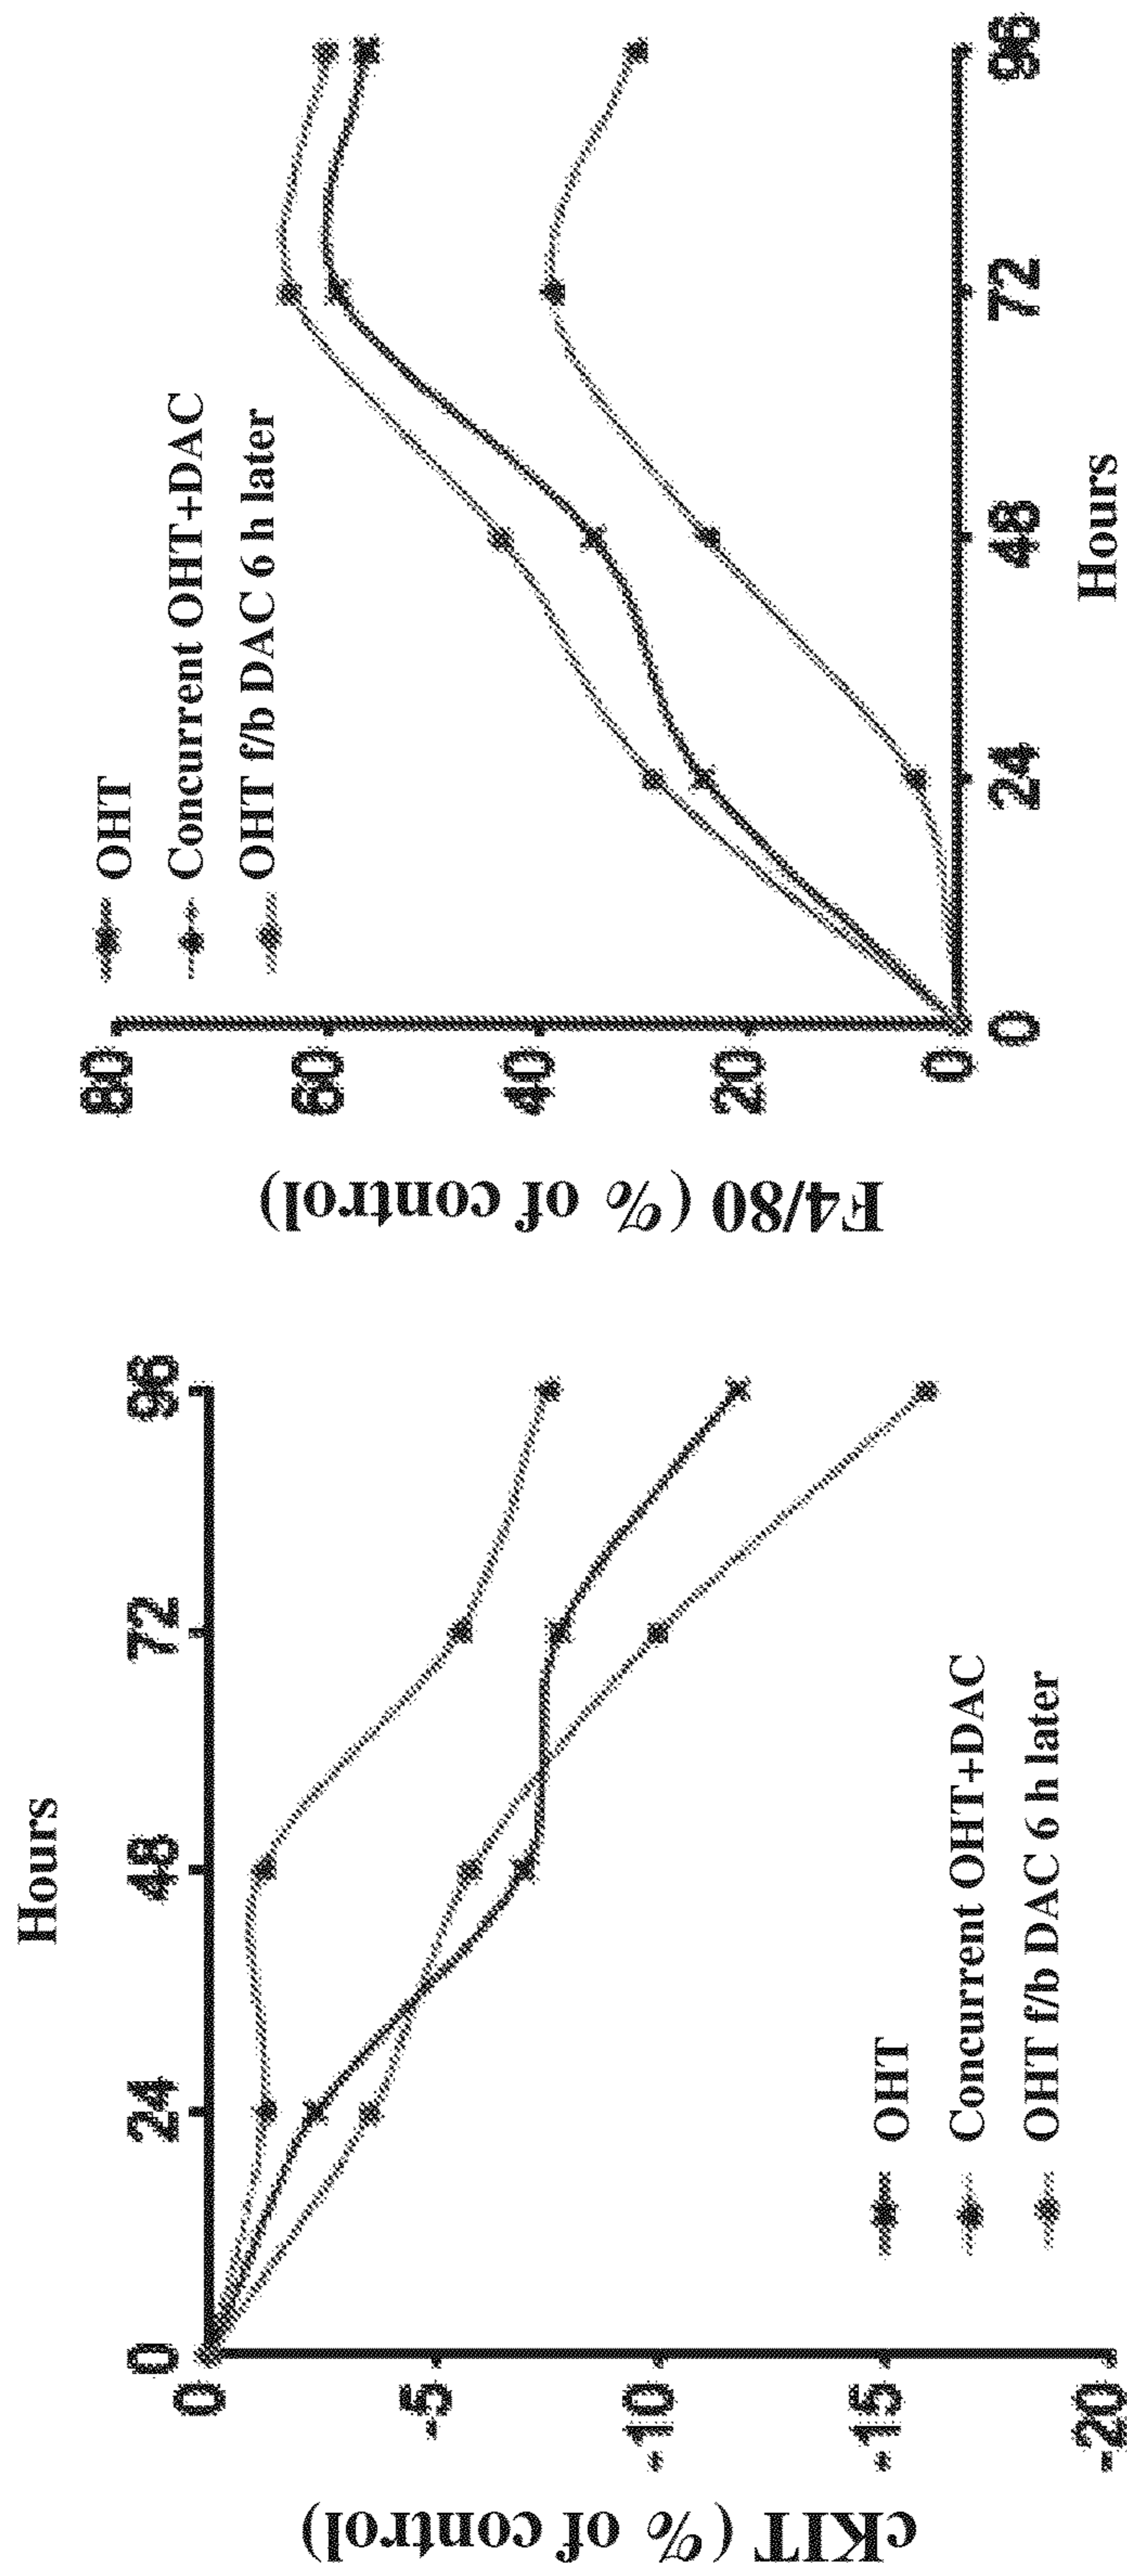 cKIT (% of control)
Hours
0
24
48
72
96
0
-5
-10
-15
-20
OHT
Concurrent OHT+DAC
OHT f/b DAC 6 h later
F4/80 (% of control)
80
60
40
20
0
OHT
Concurrent OHT+DAC
OHT f/b DAC 6 h later
0
24
48
72
96
Hours